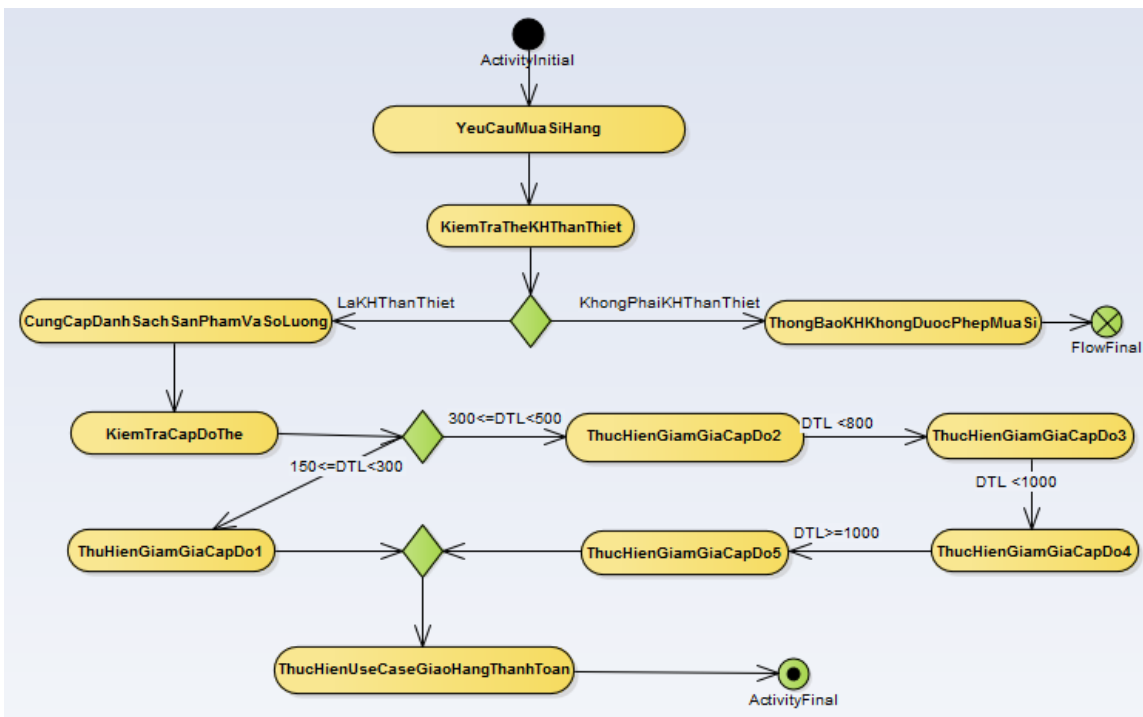 ActivityInitial
YeuCauMuaSiHang
KiemTraTheKHThanThiet
LaKHThanThiet
KhongPhaiKHThanThiet
CungCapDanhSachSanPhamVaSoLuong
ThongBaoKHKhongDuocPhepMuaSi
FlowFinal
KiemTraCapDoThe
300<=DTL<500
ThucHienGiamGiaCapDo2
DTL <800
ThucHienGiamGiaCapDo3
150<=DTL<300
DTL <1000
ThuHienGiamGiaCapDo1
ThucHienGiamGiaCapDo5
DTL>=1000
ThucHienGiamGiaCapDo4
ThucHienUseCaseGiaoHangThanhToan
ActivityFinal